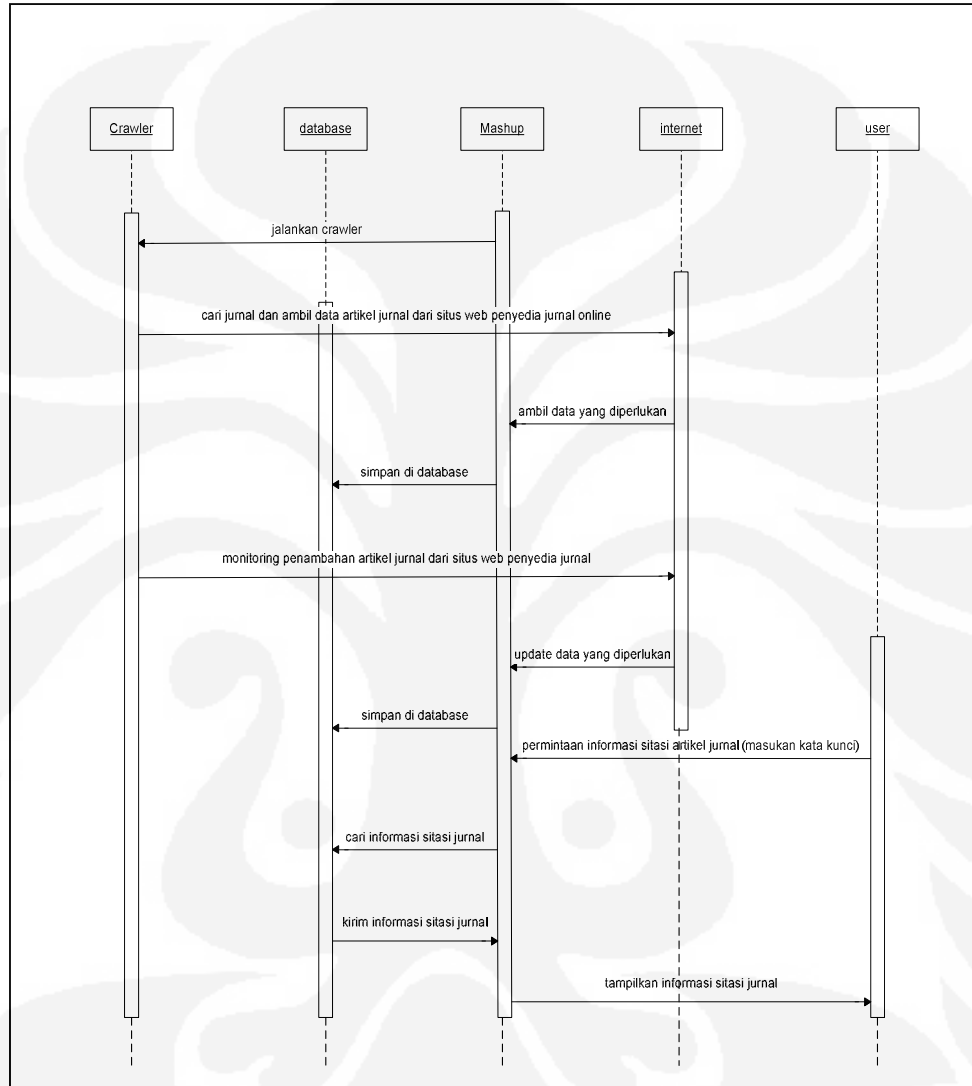 Crawler
database
Mashup
internet
user
jalankan crawler
cari jurnal dan ambil data artikel jurnal dari situs web penyedia jurnal online
ambil data yang diperlukan
simpan di database
monitoring penambahan artikel jurnal dari situs web penyedia jurnal
update data yang diperlukan
simpan di database
permintaan informasi sitasi artikel jurnal (masukan kata kunci)
cari informasi sitasi jurnal
kirim informasi sitasi jurnal
tampilkan informasi sitasi jurnal